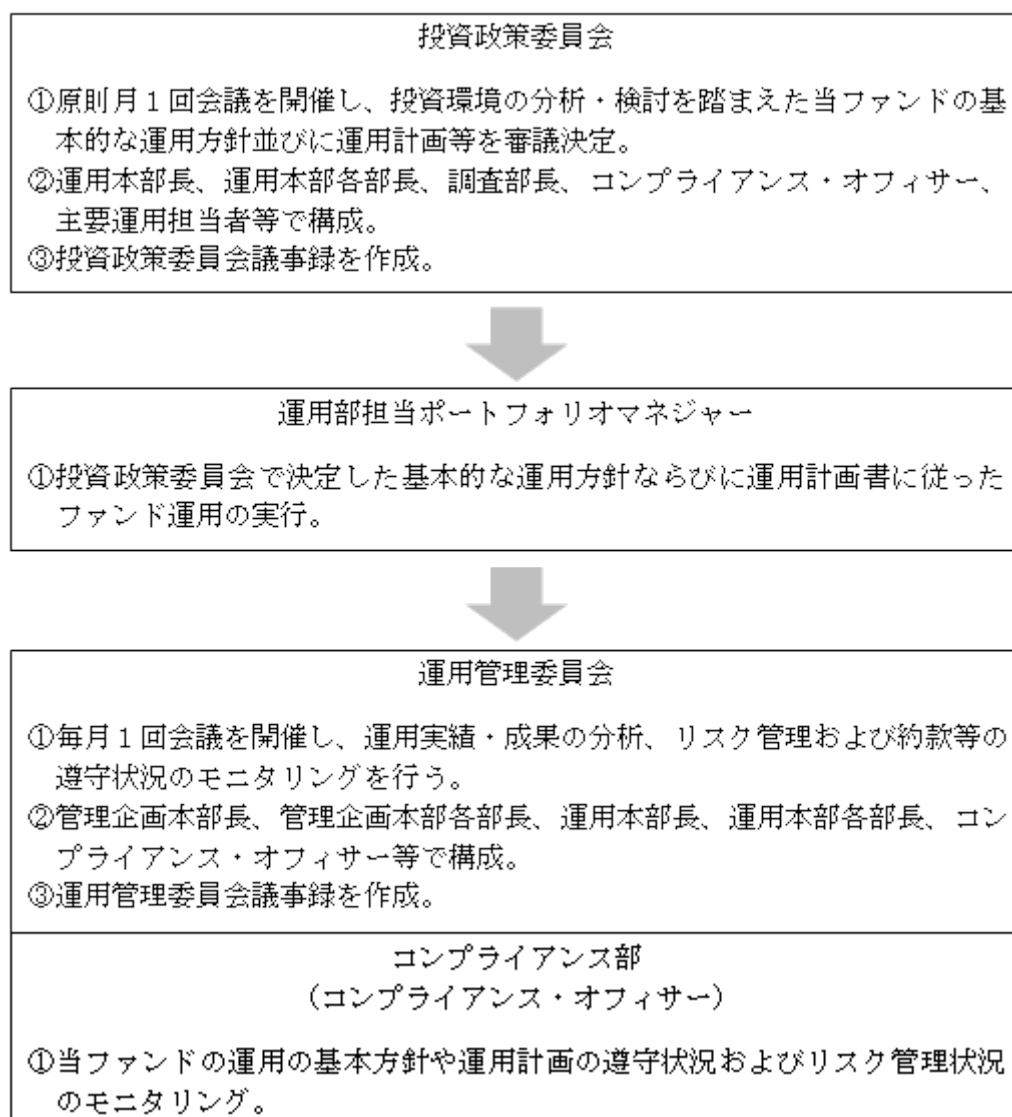 投資政策委員会
①原則月１回会議を開催し、投資環境の分析・検討を踏まえた当ファンドの基
本的な運用方針並びに運用計画等を審議決定。
②運用本部長、運用本部各部長、調査部長、コンプライアンス・オフィサー、
主要運用担当者等で構成。
③投資政策委員会議事録を作成。
運用部担当ポートフォリオマネジャー
①投資政策委員会で決定した基本的な運用方針ならびに運用計画書に従った
ファンド運用の実行。
運用管理委員会
①毎月１回会議を開催し、運用実績・成果の分析、リスク管理および約款等の
遵守状況のモニタリングを行う。
②管理企画本部長、管理企画本部各部長、運用本部長、運用本部各部長、コン
プライアンス・オフィサー等で構成。
③運用管理委員会議事録を作成。
コンプライアンス部
（コンプライアンス・オフィサー）
①当ファンドの運用の基本方針や運用計画の遵守状況およびリスク管理状況
のモニタリング。